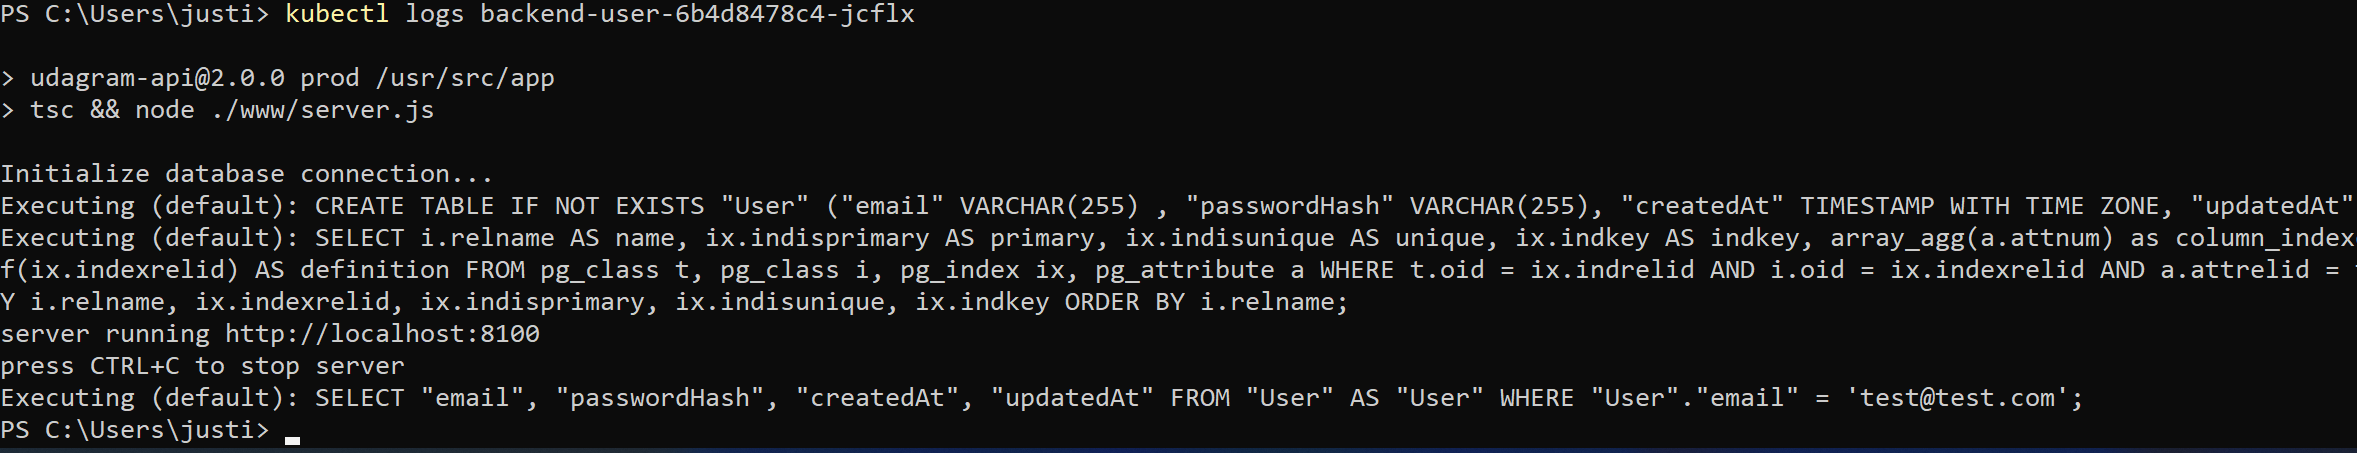 PS C:\Users\justi> kubectl logs backend-user-6b4d8478c4-jcflx
> udagram-api@2.0.0 prod /usr/src/app
> tsc && node ./www/server.js
Initialize database connection...
Executing (default): CREATE TABLE IF NOT EXISTS "User" ("email" VARCHAR(255) , "passwordHash" VARCHAR(255), "createdAt" TIMESTAMP WITH TIME ZONE, "updatedAt"
Executing (default): SELECT i.relname AS name, ix.indisprimary AS primary, ix.indisunique AS unique, ix.indkey AS indkey, array_agg(a.attnum) as column_index
f(ix.indexrelid) AS definition FROM pg_class t, pg_class i, pg_index ix, pg_attribute a WHERE t.oid = ix.indrelid AND i.oid = ix.indexrelid AND a.attrelid =
Y i.relname, ix.indexrelid, ix.indisprimary, ix.indisunique, ix.indkey ORDER BY i.relname;
server running http://localhost:8100
press CTRL+C to stop server
Executing (default): SELECT "email", "passwordHash", "createdAt", "updatedAt" FROM "User" AS "User" WHERE "User"."email" = 'test@test.com';
PS C:\Users\justi>